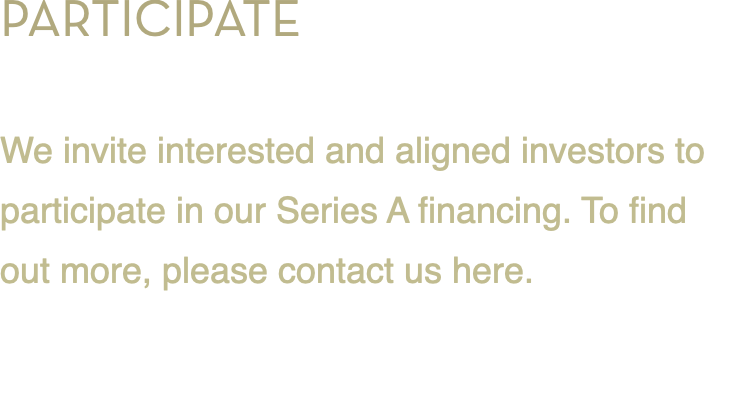 PARTICIPATE
We invite interested and aligned investors to
participate in our Series A financing. To find
out more, please contact us here.